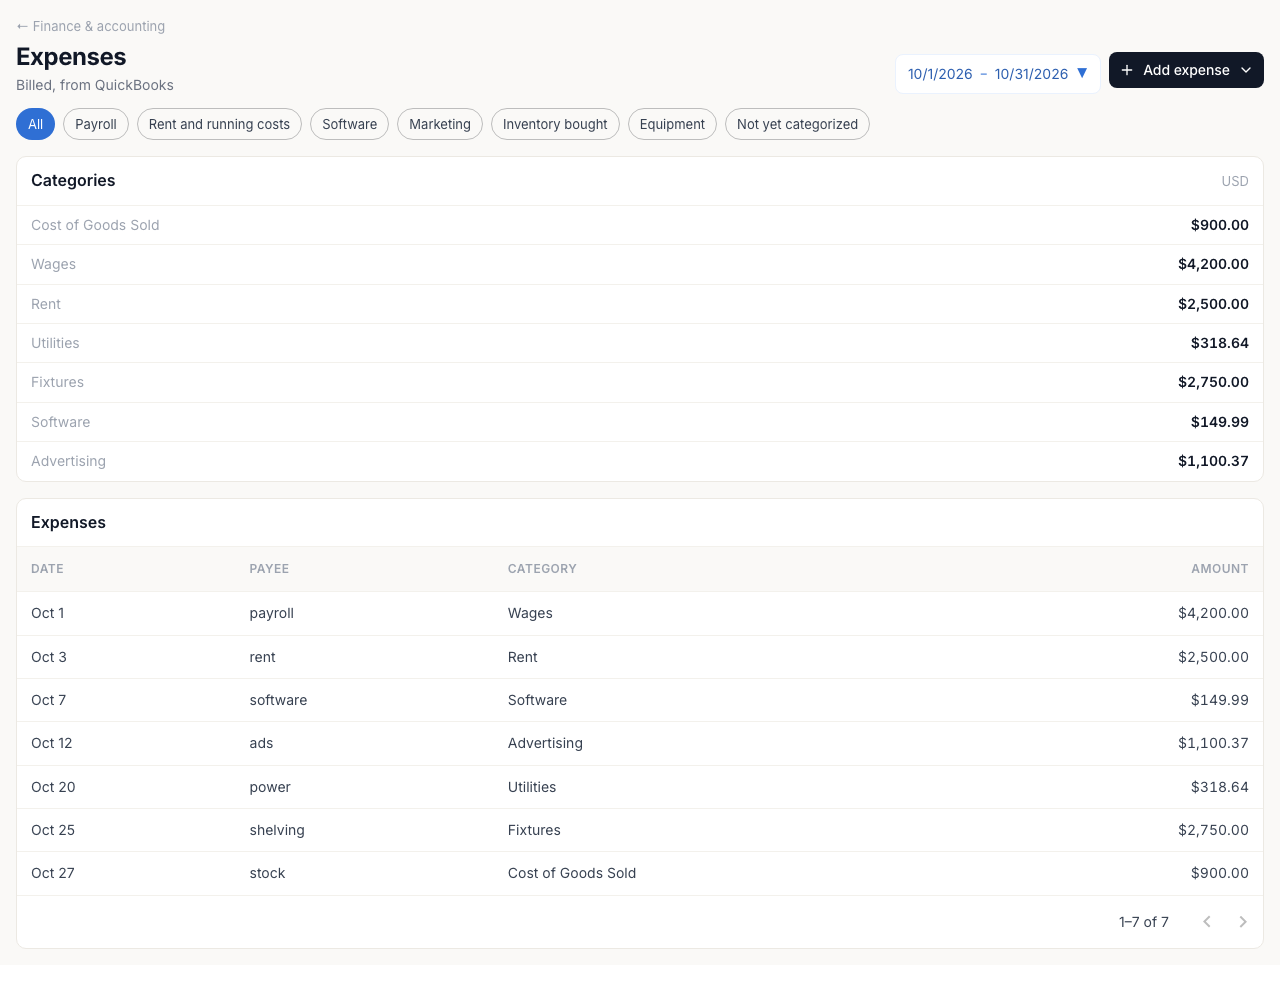 ← Finance & accounting
Expenses
Billed, from QuickBooks
10/1/2026 – 10/31/2026 ▼
+ Add expense
All
Payroll
Rent and running costs
Software
Marketing
Inventory bought
Equipment
Not yet categorized
Categories USD
Cost of Goods Sold $900.00
Wages $4,200.00
Rent $2,500.00
Utilities $318.64
Fixtures $2,750.00
Software $149.99
Advertising $1,100.37
Expenses
DATE PAYEE CATEGORY AMOUNT
Oct 1 payroll Wages $4,200.00
Oct 3 rent Rent $2,500.00
Oct 7 software Software $149.99
Oct 12 ads Advertising $1,100.37
Oct 20 power Utilities $318.64
Oct 25 shelving Fixtures $2,750.00
Oct 27 stock Cost of Goods Sold $900.00
1–7 of 7